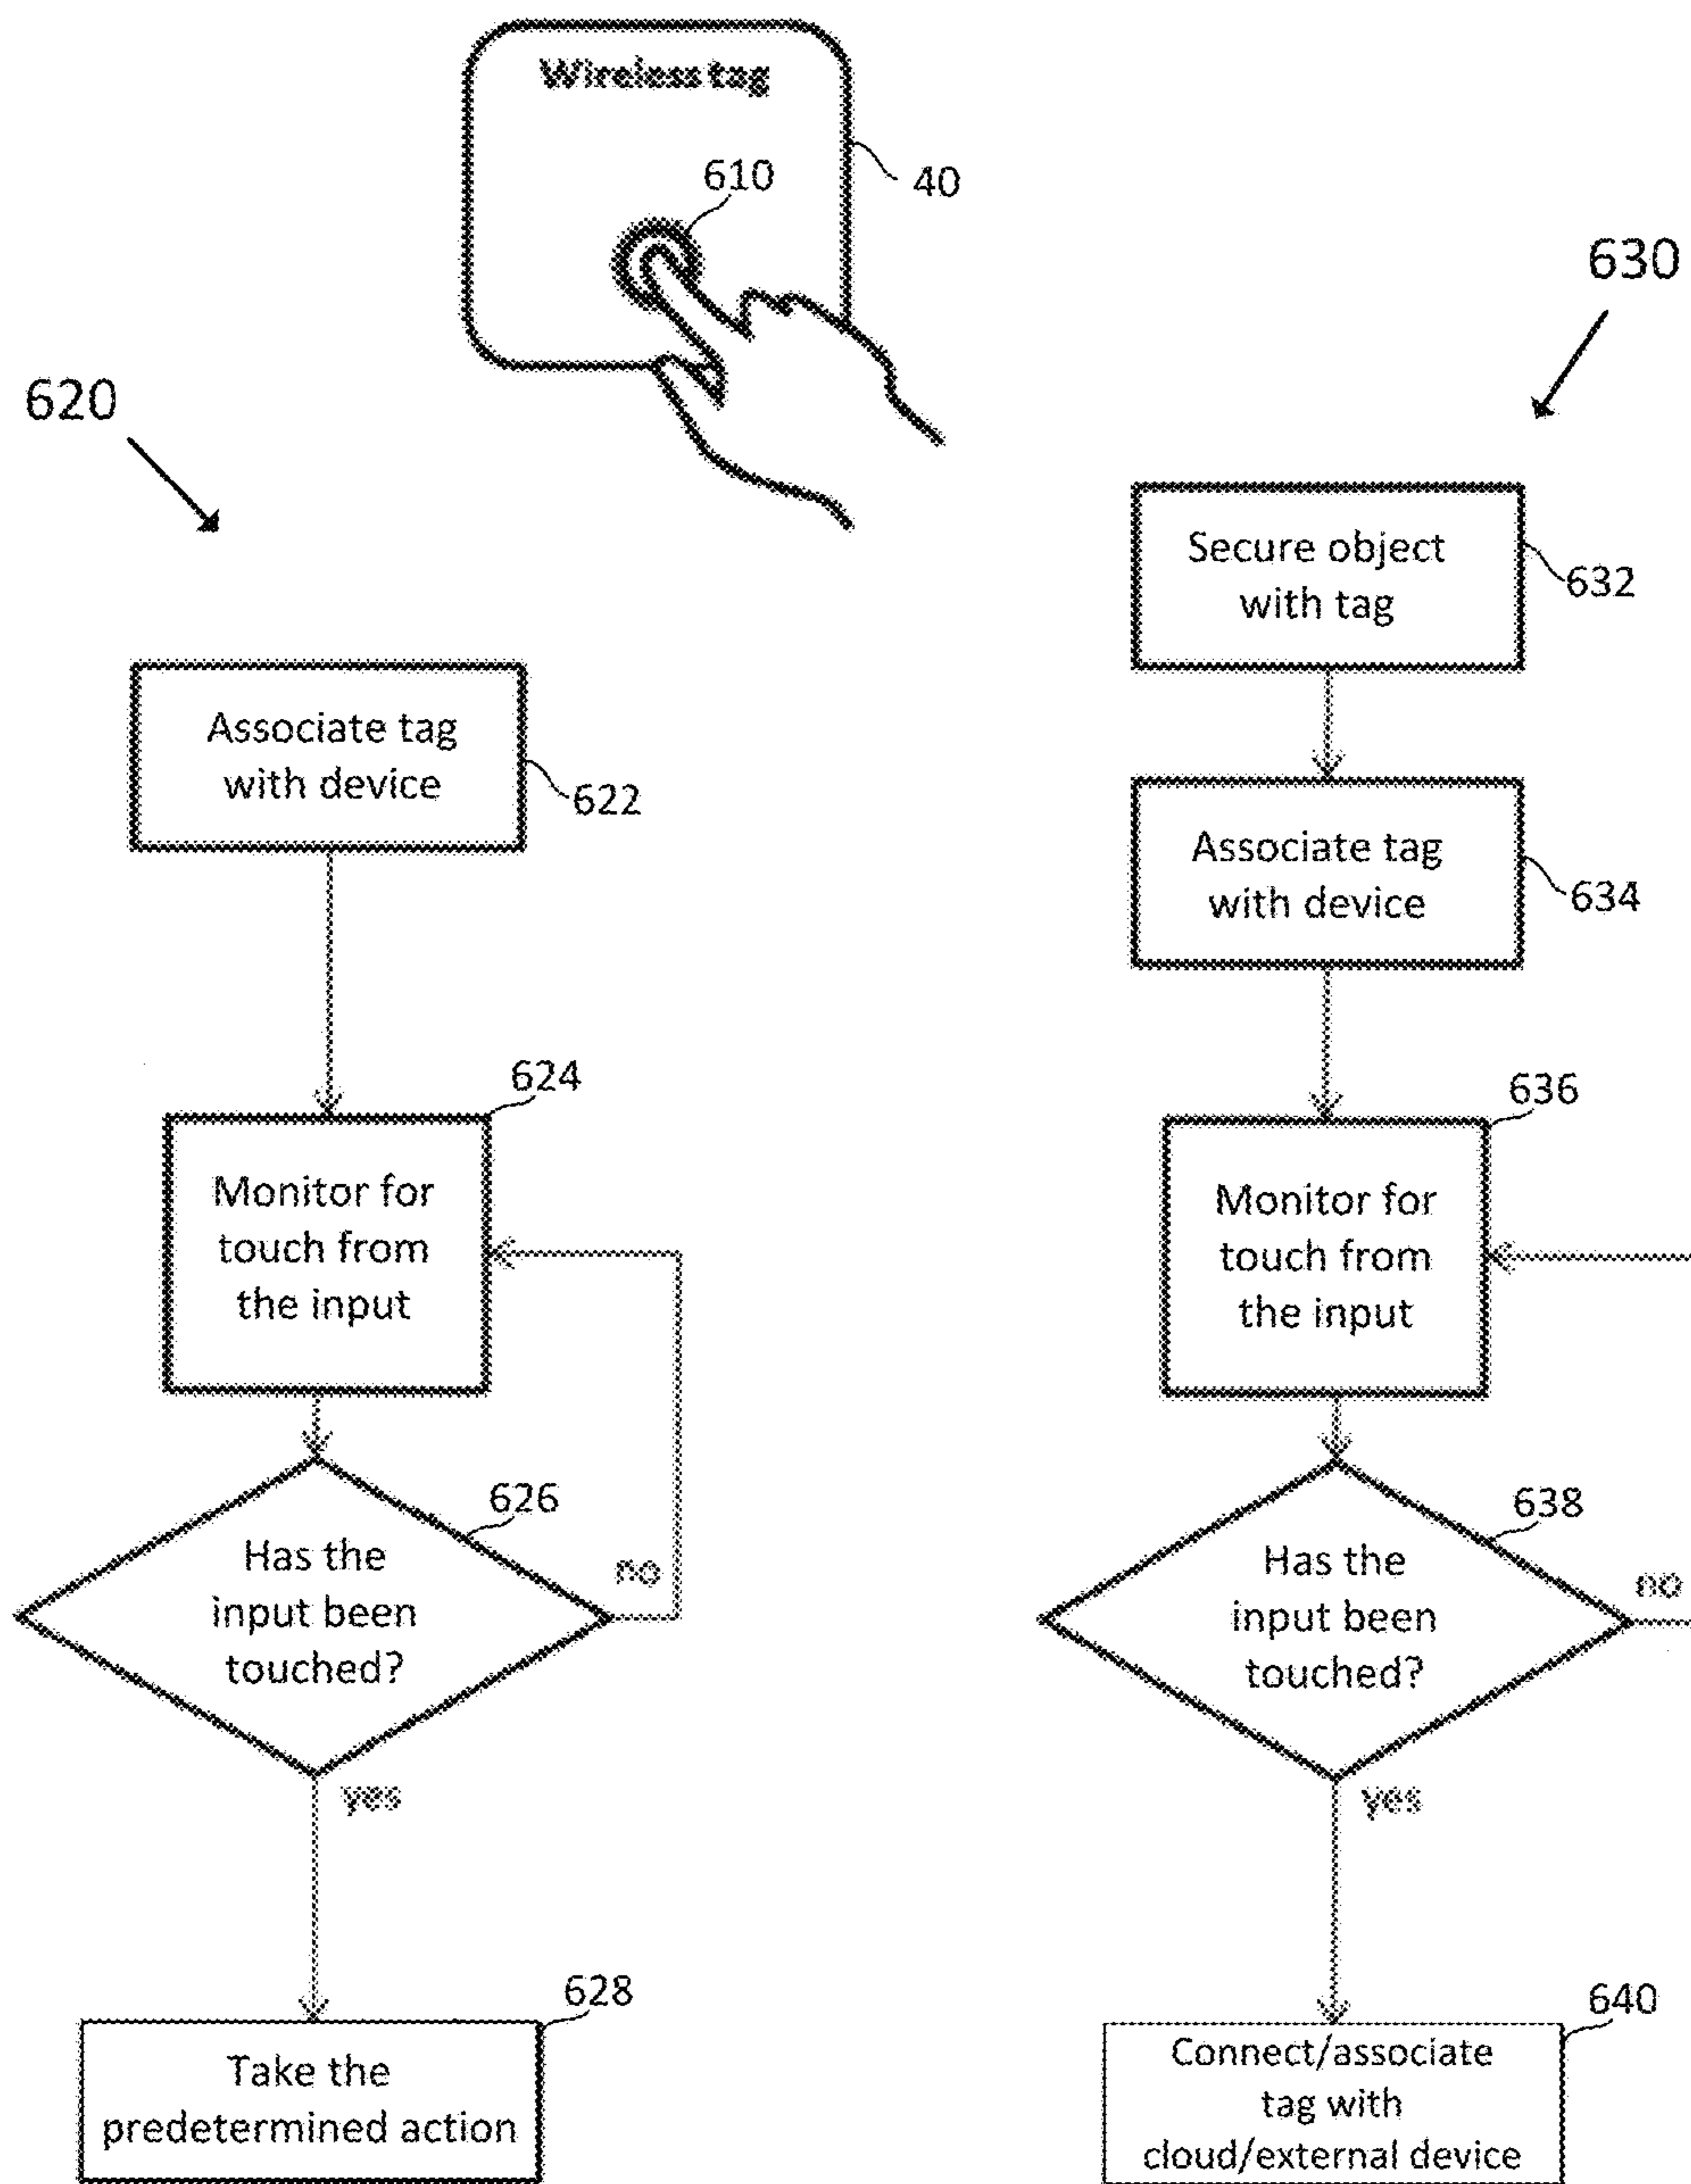 Wireless tag
610
40
620
Associate tag
with device
622
624
Monitor for
touch from
the input
626
Has the
input been
touched?
no
yes
628
Take the
predetermined action
630
Secure object
with tag
632
Associate tag
with device
634
636
Monitor for
touch from
the input
638
Has the
input been
touched?
no
yes
640
Connect/associate
tag with
cloud/external device